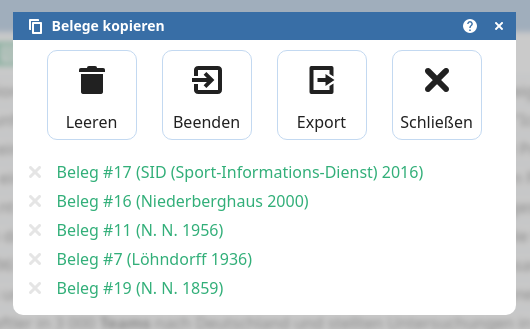 Belege kopieren
Leeren
Beenden
Export
Schließen
Beleg #17 (SID (Sport-Informations-Dienst) 2016)
Beleg #16 (Niederberghaus 2000)
Beleg #11 (N. N. 1956)
Beleg #7 (Löhndorff 1936)
Beleg #19 (N. N. 1859)